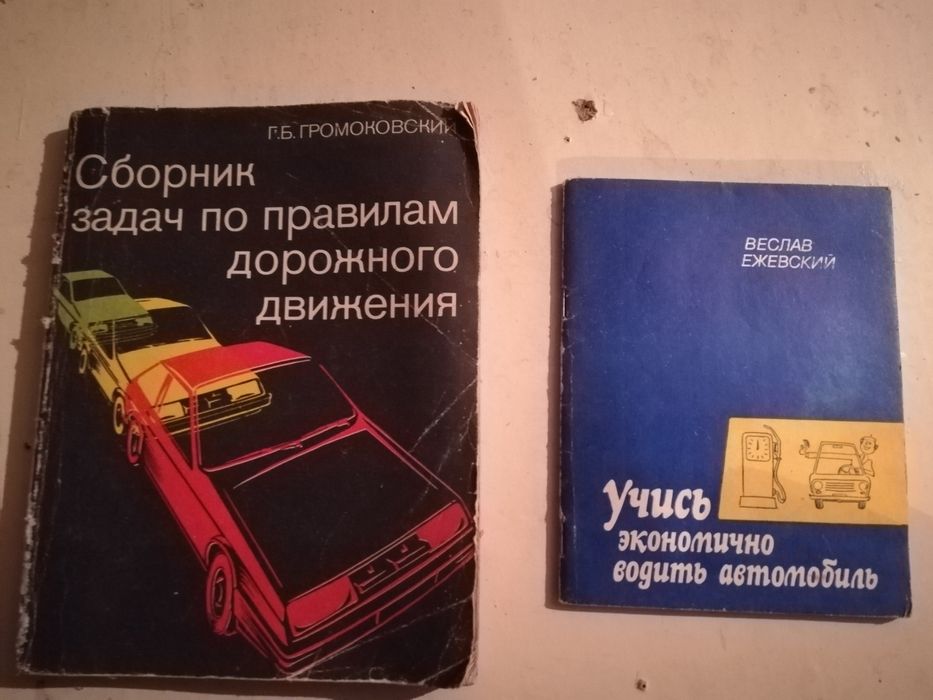 Г.Б. ГРОМОКОВСКИЙ
Сборник
задач по правилам
дорожного
движения
ВЕСЛАВ
ЕЖЕВСКИЙ
Учись
экономично
водить автомобиль